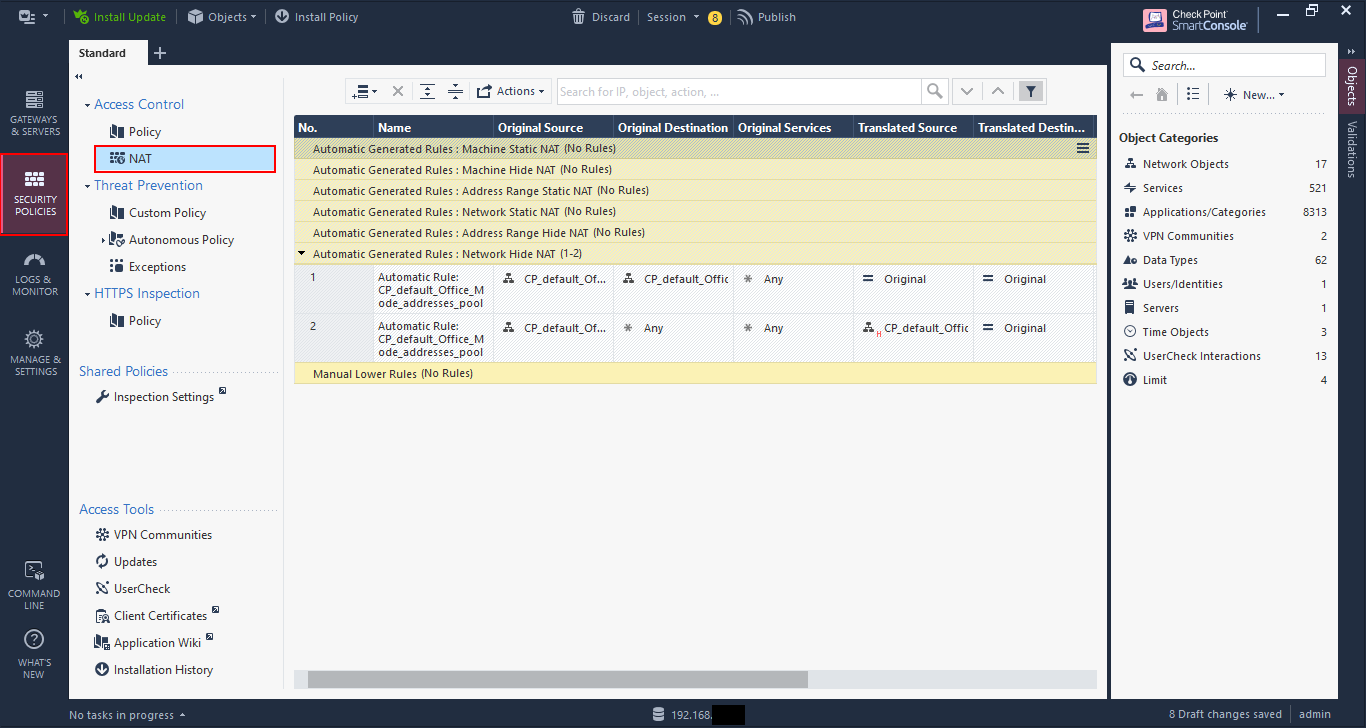 Install Update
Objects
Install Policy
Discard
Session
8
Publish
Check Point
SmartConsole
Standard
GATEWAYS
& SERVERS
SECURITY
POLICIES
LOGS &
MONITOR
MANAGE &
SETTINGS
COMMAND
LINE
WHAT'S
NEW
Access Control
Policy
NAT
Threat Prevention
Custom Policy
Autonomous Policy
Exceptions
HTTPS Inspection
Policy
Shared Policies
Inspection Settings
Access Tools
VPN Communities
Updates
UserCheck
Client Certificates
Application Wiki
Installation History
Actions
Search for IP, object, action, ...
No. Name Original Source Original Destination Original Services Translated Source Translated Destin...
Automatic Generated Rules : Machine Static NAT (No Rules)
Automatic Generated Rules : Machine Hide NAT (No Rules)
Automatic Generated Rules : Address Range Static NAT (No Rules)
Automatic Generated Rules : Network Static NAT (No Rules)
Automatic Generated Rules : Address Range Hide NAT (No Rules)
Automatic Generated Rules : Network Hide NAT (1-2)
1
Automatic Rule:
CP_default_Office_M
ode_addresses_pool
CP_default_Of...
CP_default_Offic
Any
Original
Original
2
Automatic Rule:
CP_default_Office_M
ode_addresses_pool
CP_default_Of...
Any
Any
H CP_default_Offic
Original
Manual Lower Rules (No Rules)
Search...
New...
Object Categories
Network Objects 17
Services 521
Applications/Categories 8313
VPN Communities 2
Data Types 62
Users/Identities 1
Servers 1
Time Objects 3
UserCheck Interactions 13
Limit 4
Objects
Validations
No tasks in progress
192.168.
8 Draft changes saved
admin